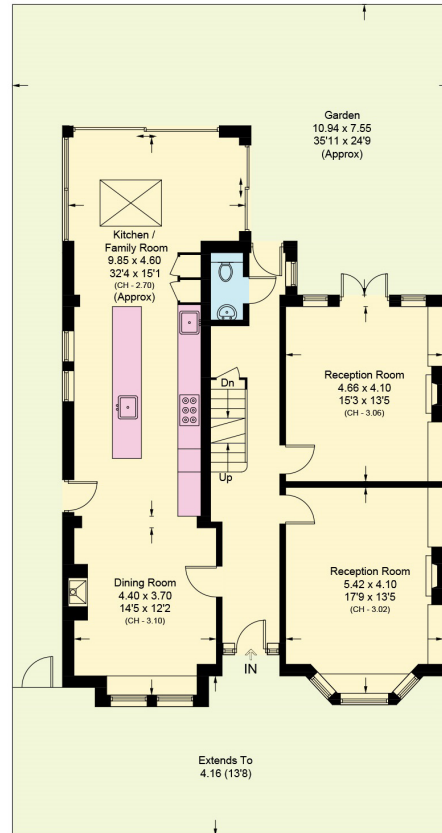 Garden
10.94 x 7.55
35'11 x 24'9
(Approx)
Kitchen /
Family Room
9.85 x 4.60
32'4 x 15'1
(CH - 2.70)
(Approx)
Dn
Up
Reception Room
4.66 x 4.10
15'3 x 13'5
(CH - 3.06)
Dining Room
4.40 x 3.70
14'5 x 12'2
(CH - 3.10)
Reception Room
5.42 x 4.10
17'9 x 13'5
(CH - 3.02)
IN
Extends To
4.16 (13'8)